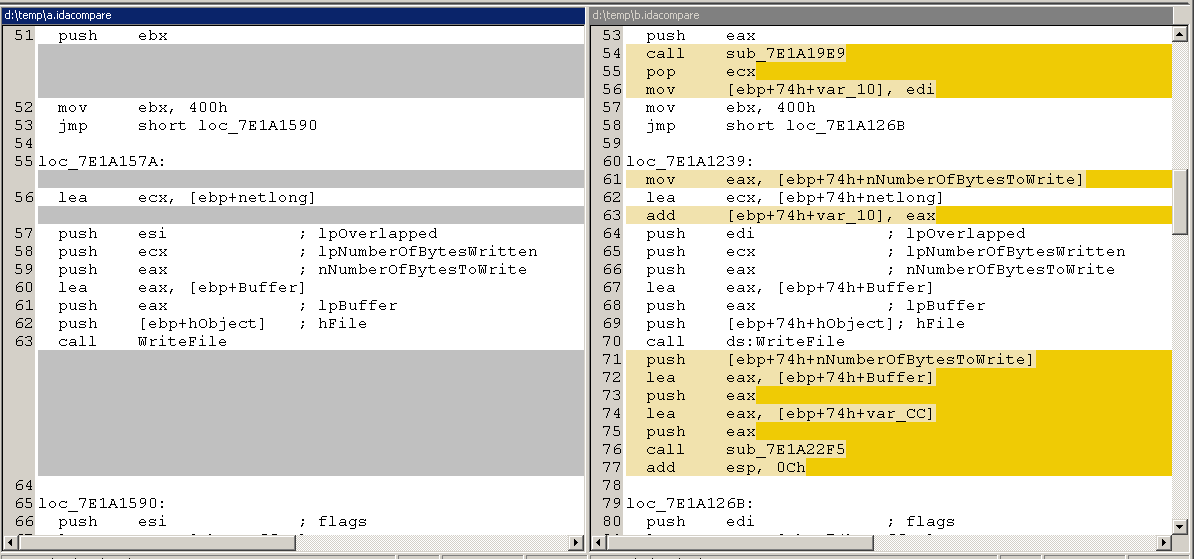 d:\temp\a.idacompare
51 push ebx
52 mov ebx, 400h
53 jmp short loc_7E1A1590
54
55 loc_7E1A157A:
56 lea ecx, [ebp+netlong]
57 push esi ; lpOverlapped
58 push ecx ; lpNumberOfBytesWritten
59 push eax ; nNumberOfBytesToWrite
60 lea eax, [ebp+Buffer]
61 push eax ; lpBuffer
62 push [ebp+hObject] ; hFile
63 call WriteFile
64
65 loc_7E1A1590:
66 push esi ; flags
d:\temp\b.idacompare
53 push eax
54 call sub_7E1A19E9
55 pop ecx
56 mov [ebp+74h+var_10], edi
57 mov ebx, 400h
58 jmp short loc_7E1A126B
59
60 loc_7E1A1239:
61 mov eax, [ebp+74h+nNumberOfBytesToWrite]
62 lea ecx, [ebp+74h+netlong]
63 add [ebp+74h+var_10], eax
64 push edi ; lpOverlapped
65 push ecx ; lpNumberOfBytesWritten
66 push eax ; nNumberOfBytesToWrite
67 lea eax, [ebp+74h+Buffer]
68 push eax ; lpBuffer
69 push [ebp+74h+hObject]; hFile
70 call ds:WriteFile
71 push [ebp+74h+nNumberOfBytesToWrite]
72 lea eax, [ebp+74h+Buffer]
73 push eax
74 lea eax, [ebp+74h+var_CC]
75 push eax
76 call sub_7E1A22F5
77 add esp, 0Ch
78
79 loc_7E1A126B:
80 push edi ; flags